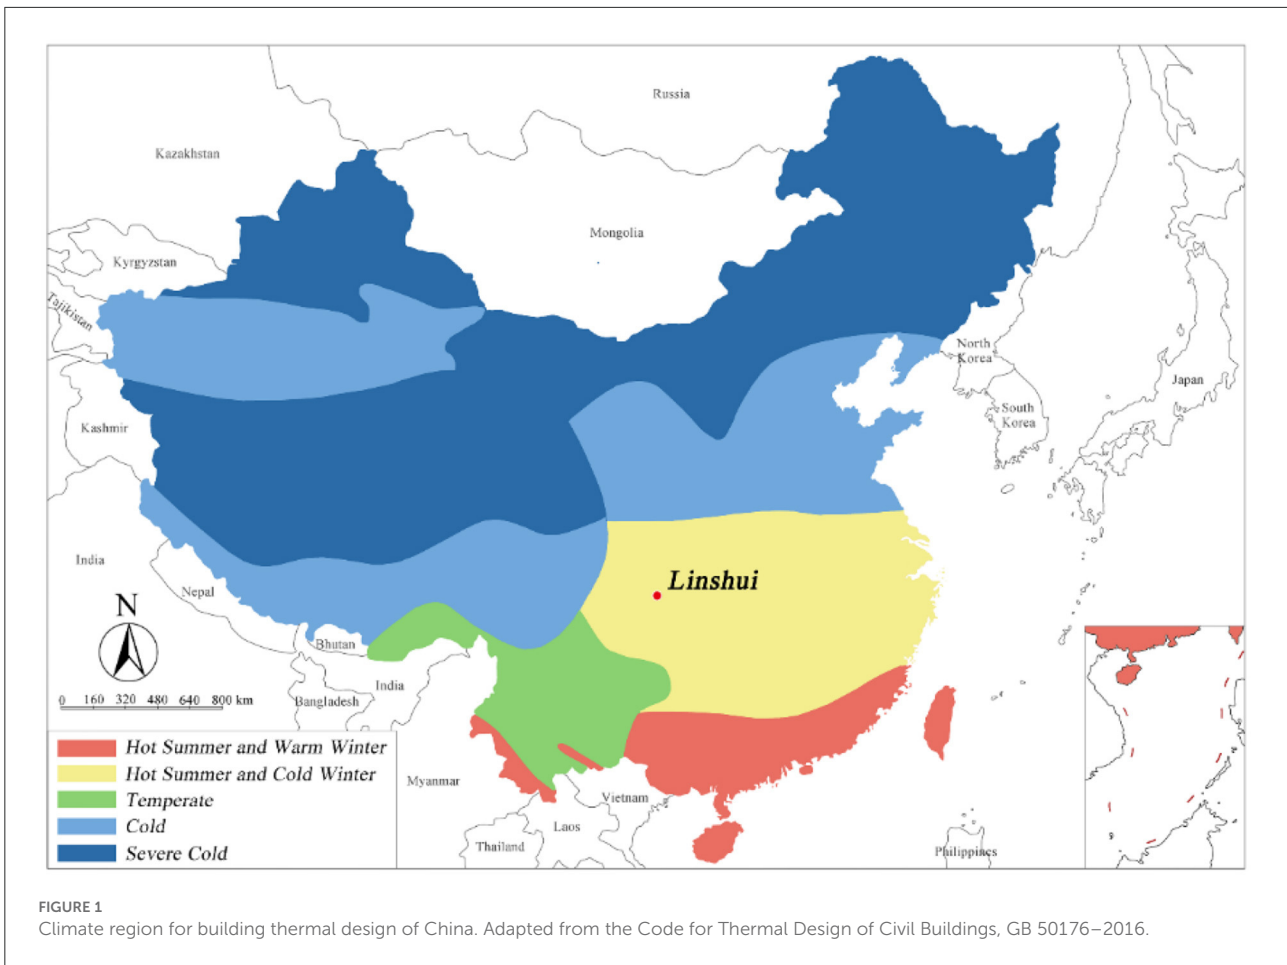 Russia
Kazakhstan
Mongolia
Kyrgyzstan
Tajikistan
North
Korea
Japan
South
Korea
Kashmir
India
Linshui
Nepal
N
Bhutan
India
Bangladesh
0 160 320 480 640 800 km
Hot Summer and Warm Winter
Hot Summer and Cold Winter
Temperate
Cold
Severe Cold
Myanmar
Vietnam
Laos
Thailand
Philippines
FIGURE 1
Climate region for building thermal design of China. Adapted from the Code for Thermal Design of Civil Buildings, GB 50176–2016.